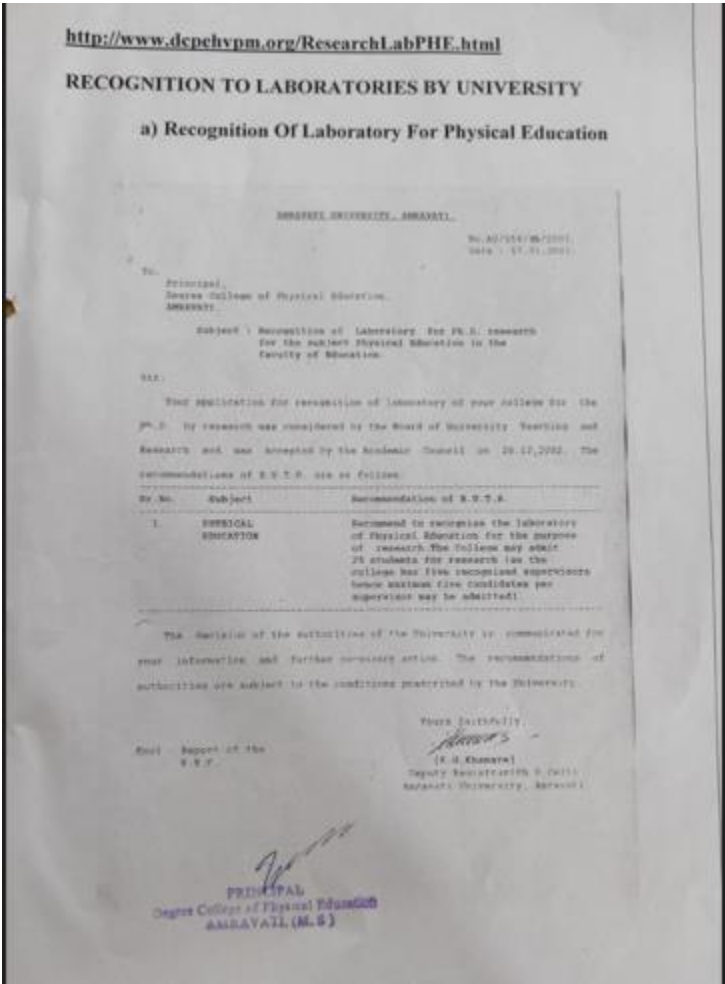 http://www.dcpehvpm.org/ResearchLabPHE.html
RECOGNITION TO LABORATORIES BY UNIVERSITY
a) Recognition Of Laboratory For Physical Education
AMRAVATI UNIVERSITY, AMRAVATI.
To,
Principal,
Degree College of Physical Education,
AMRAVATI.
Subject : Recognition of Laboratory for Ph.D. research
for the subject Physical Education in the
faculty of Education.
Sir,
Your application for recognition of laboratory of your college for the
Ph.D. by research was considered by the Board of University Teaching and
Research and was accepted by the Academic Council on The
recommendations of B.U.T.R. are as follows
Sr.No. Subject Recommendation of B.U.T.R.
1. PHYSICAL EDUCATION Recommend to recognise the laboratory
of Physical Education for the purpose
of research The College may admit
25 students for research (as the
college has five recognised supervisors
hence maximum five candidates per
supervisor may be admitted)
The decision of the authorities of the University is communicated for
your information and further necessary action. The recommendations of
authorities are subject to the conditions prescribed by the University.
Yours faithfully,
Encl : Report of the
Deputy Registrar
Amravati University, Amravati
PRINCIPAL
Degree College of Physical Education
AMRAVATI, (M.S)